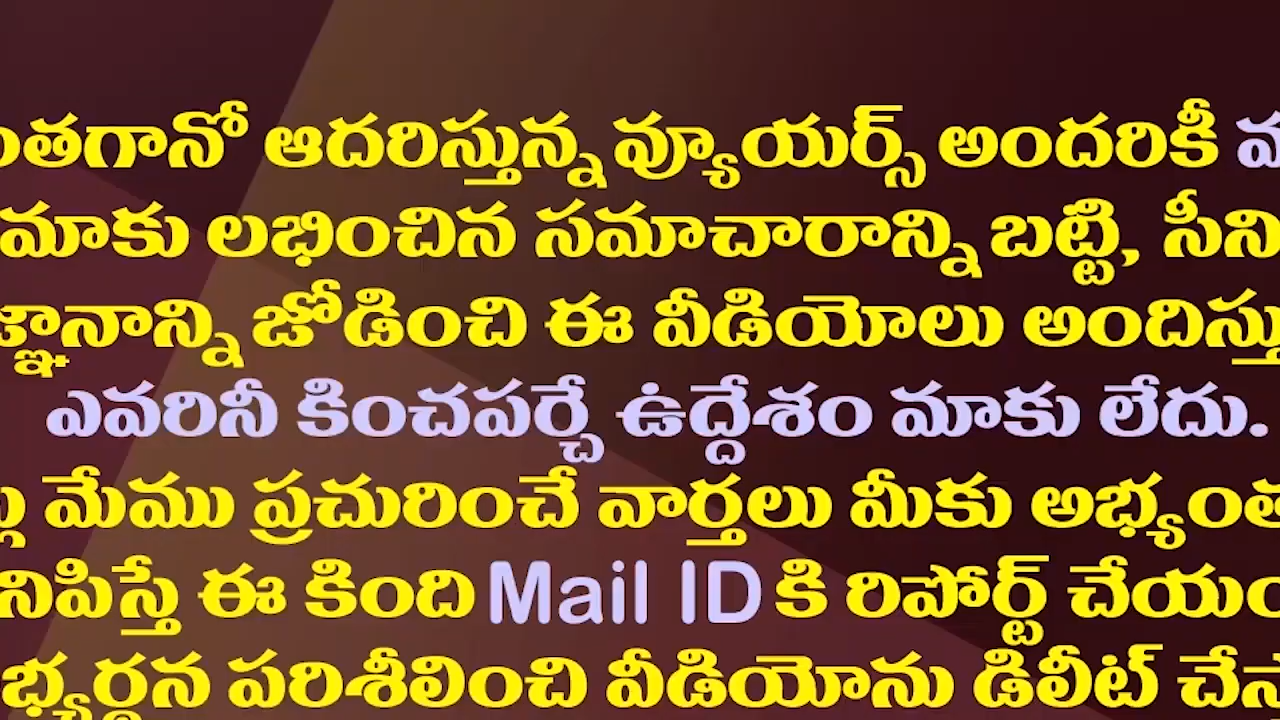 ంతగానో ఆదరిస్తున్న వ్యూయర్స్ అందరికీ
మాకు లభించిన సమాచారాన్ని బట్టి, సీని
జ్ఞానాన్ని జోడించి ఈ వీడియోలు అందిస్తు
ఎవరినీ కించపర్చే ఉద్దేశం మాకు లేదు.
మేము ప్రచురించే వార్తలు మీకు అభ్యంత
నిపిస్తే ఈ కింది Mail ID కి రిపోర్ట్ చేయం
భ్యర్థన పరిశీలించి వీడియోను డిలీట్ చేస